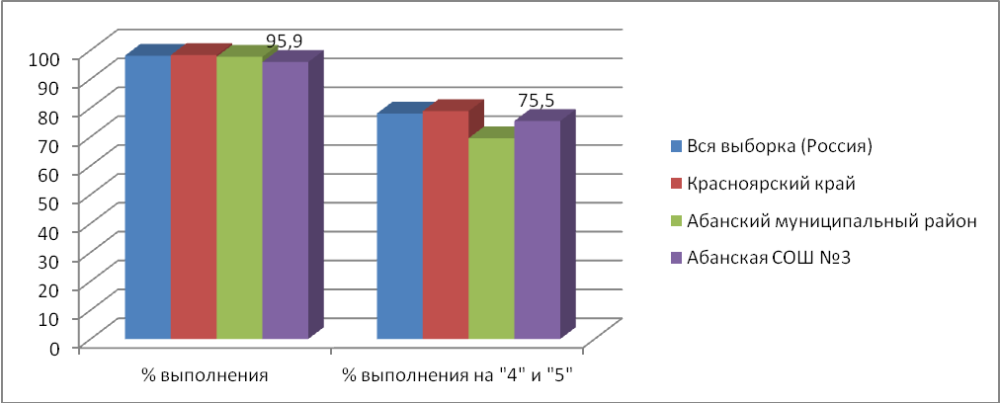 95,9
75,5
100
90
80
70
60
50
40
30
20
10
0
% выполнения
% выполнения на "4" и "5"
Вся выборка (Россия)
Красноярский край
Абанский муниципальный район
Абанская СОШ №3